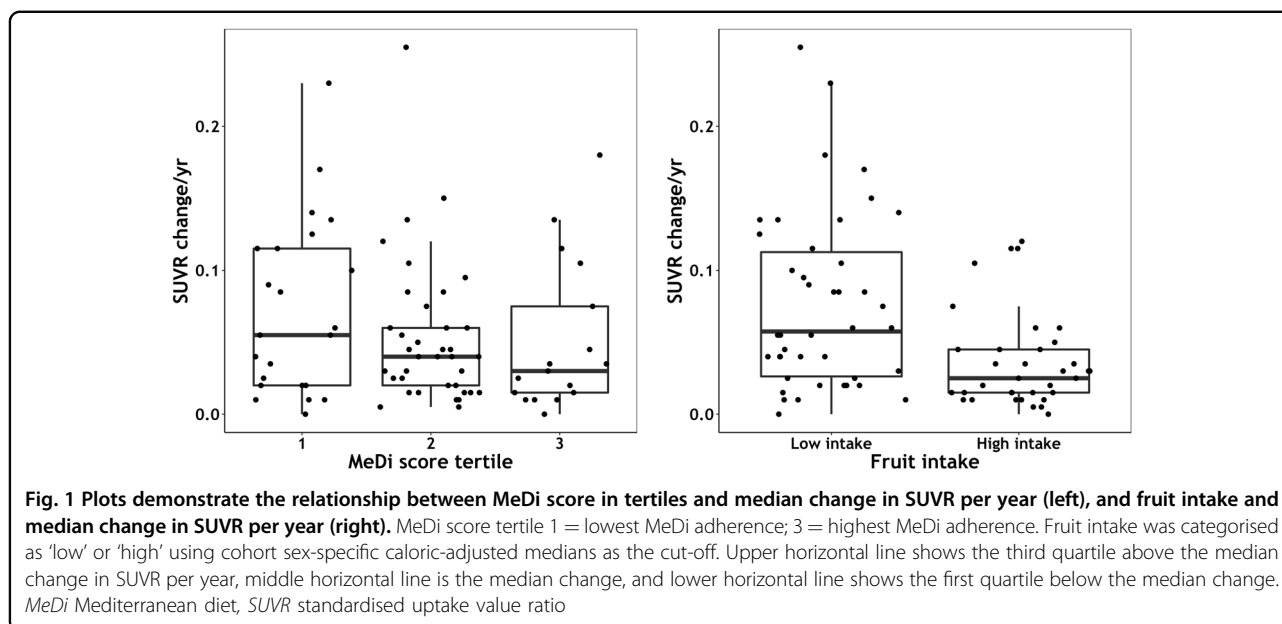 SUVR change/yr
0.2
0.1
0.0
1
2
3
MeDi score tertile
SUVR change/yr
0.2
0.1
0.0
Low intake
High intake
Fruit intake
Fig. 1 Plots demonstrate the relationship between MeDi score in tertiles and median change in SUVR per year (left), and fruit intake and
median change in SUVR per year (right). MeDi score tertile 1 = lowest MeDi adherence; 3 = highest MeDi adherence. Fruit intake was categorised
as ‘low’ or ‘high’ using cohort sex-specific caloric-adjusted medians as the cut-off. Upper horizontal line shows the third quartile above the median
change in SUVR per year, middle horizontal line is the median change, and lower horizontal line shows the first quartile below the median change.
MeDi Mediterranean diet, SUVR standardised uptake value ratio